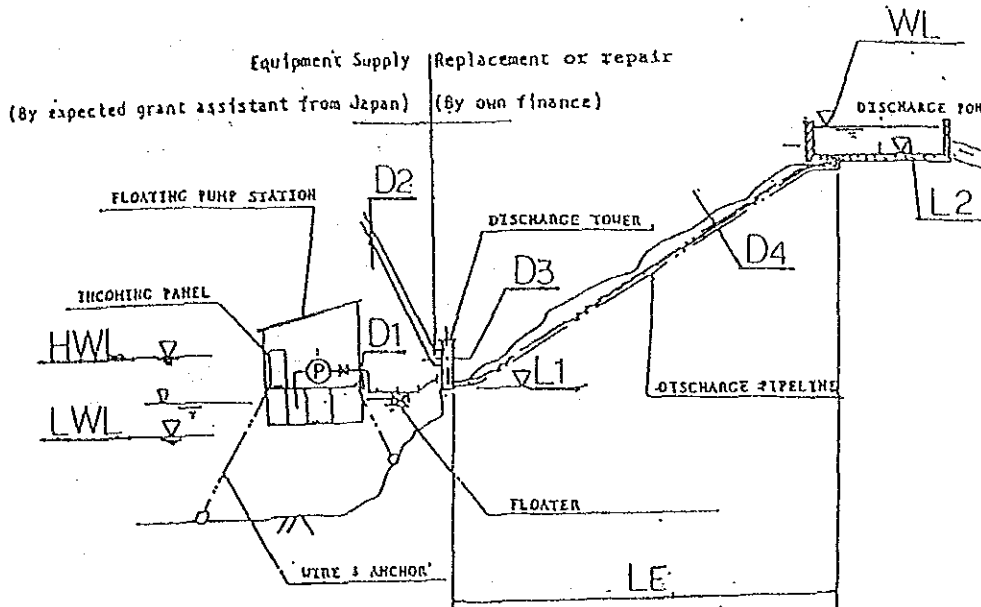 WL
Equipment Supply Replacement or repair
(By expected grant assistant from Japan) (By own finance)
DISCHARGE
D2
L2
FLOATING PUMP STATION
DISCHARGE TOWER
D4
D3
INCOMING PANEL
HWL
D1
P
L1
DISCHARGE PIPELINE
LWL
FLOATER
WIRE & ANCHOR
LE